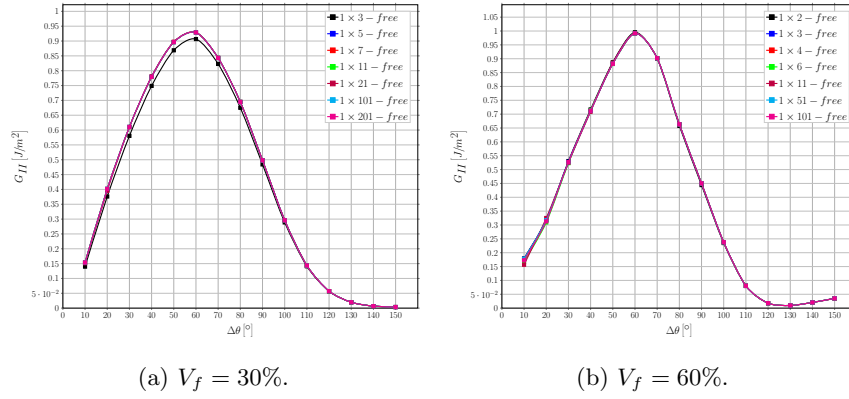 1
0.95
0.9
0.85
0.8
0.75
0.7
0.65
0.6
0.55
0.5
0.45
0.4
0.35
0.3
0.25
0.2
0.15
0.1
5 · 10⁻²
0
G_II [J/m²]
0 10 20 30 40 50 60 70 80 90 100 110 120 130 140 150
Δθ [°]
1 × 3 − free
1 × 5 − free
1 × 7 − free
1 × 11 − free
1 × 21 − free
1 × 101 − free
1 × 201 − free
(a) V_f = 30%.
1.05
1
0.95
0.9
0.85
0.8
0.75
0.7
0.65
0.6
0.55
0.5
0.45
0.4
0.35
0.3
0.25
0.2
0.15
0.1
5 · 10⁻²
0
G_II [J/m²]
0 10 20 30 40 50 60 70 80 90 100 110 120 130 140 150
Δθ [°]
1 × 2 − free
1 × 3 − free
1 × 4 − free
1 × 6 − free
1 × 11 − free
1 × 51 − free
1 × 101 − free
(b) V_f = 60%.